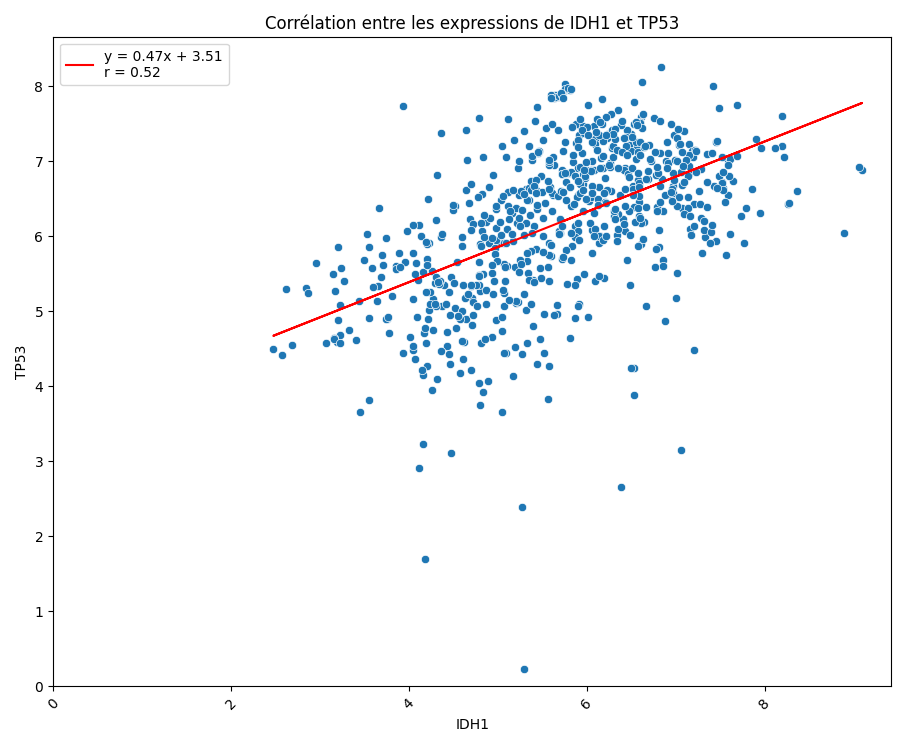 Corrélation entre les expressions de IDH1 et TP53
y = 0.47x + 3.51
r = 0.52
8
7
6
5
4
3
2
1
0
TP53
0
2
4
6
8
IDH1